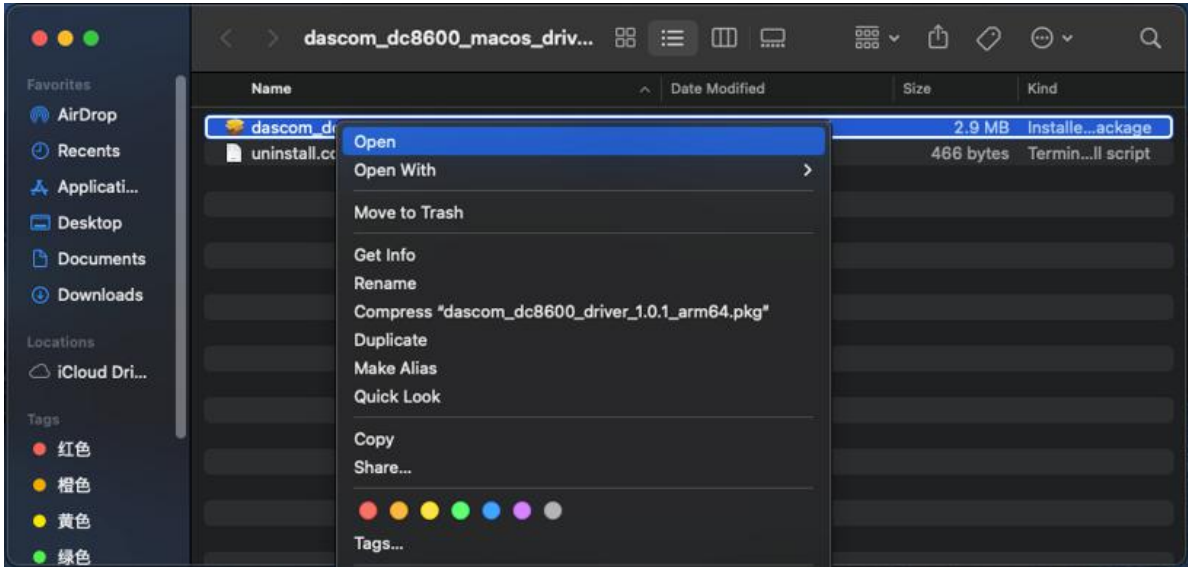 dascom_dc8600_macos_driv...
Favorites
AirDrop
Recents
Applicati...
Desktop
Documents
Downloads
Locations
iCloud Dri...
Tags
红色
橙色
黄色
绿色
Name Date Modified Size Kind
dascom_d 2.9 MB Installe...ackage
uninstall.co 466 bytes Termin...ll script
Open
Open With
Move to Trash
Get Info
Rename
Compress “dascom_dc8600_driver_1.0.1_arm64.pkg”
Duplicate
Make Alias
Quick Look
Copy
Share...
Tags...